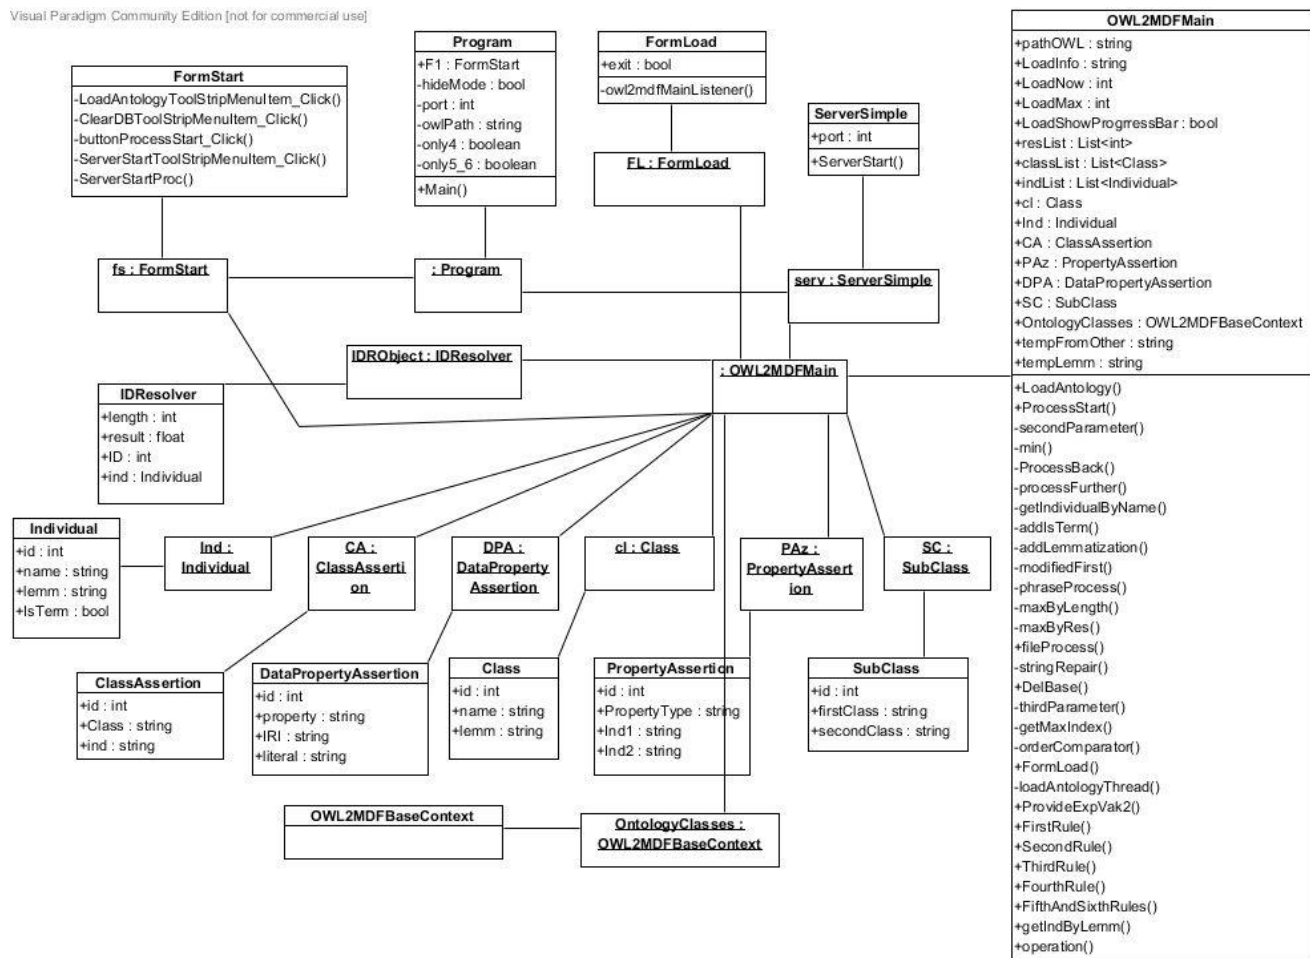 Visual Paradigm Community Edition [not for commercial use]
FormStart
-LoadAntologyToolStripMenuItem_Click()
-ClearDBToolStripMenuItem_Click()
-buttonProcessStart_Click()
-ServerStartToolStripMenuItem_Click()
-ServerStartProc()
Program
+F1 : FormStart
-hideMode : bool
-port : int
-owlPath : string
-only4 : boolean
-only5_6 : boolean
+Main()
FormLoad
+exit : bool
-owl2mdfMainListener()
ServerSimple
+port : int
+ServerStart()
FL : FormLoad
fs : FormStart
: Program
serv : ServerSimple
IDRObject : IDResolver
: OWL2MDFMain
IDResolver
+length : int
+result : float
+ID : int
+ind : Individual
Individual
+id : int
+name : string
+lemm : string
+IsTerm : bool
Ind :
Individual
CA :
ClassAsserti
on
DPA :
DataProperty
Assertion
cl : Class
PAz :
PropertyAssert
ion
SC :
SubClass
ClassAssertion
+id : int
+Class : string
+ind : string
DataPropertyAssertion
+id : int
+property : string
+IRI : string
+literal : string
Class
+id : int
+name : string
+lemm : string
PropertyAssertion
+id : int
+PropertyType : string
+Ind1 : string
+Ind2 : string
SubClass
+id : int
+firstClass : string
+secondClass : string
OWL2MDFBaseContext
OntologyClasses :
OWL2MDFBaseContext
OWL2MDFMain
+pathOWL : string
+LoadInfo : string
+LoadNow : int
+LoadMax : int
+LoadShowProgrressBar : bool
+resList : List<int>
+classList : List<Class>
+indList : List<Individual>
+cl : Class
+Ind : Individual
+CA : ClassAssertion
+PAz : PropertyAssertion
+DPA : DataPropertyAssertion
+SC : SubClass
+OntologyClasses : OWL2MDFBaseContext
+tempFromOther : string
+tempLemm : string
+LoadAntology()
+ProcessStart()
-secondParameter()
-min()
-ProcessBack()
-processFurther()
-getIndividualByName()
-addIsTerm()
-addLemmatization()
-modifiedFirst()
-phraseProcess()
-maxByLength()
-maxByRes()
+fileProcess()
-stringRepair()
+DelBase()
-thirdParameter()
-getMaxIndex()
-orderComparator()
+FormLoad()
-loadAntologyThread()
+ProvideExpVak2()
+FirstRule()
+SecondRule()
+ThirdRule()
+FourthRule()
+FifthAndSixthRules()
+getIndByLemm()
+operation()